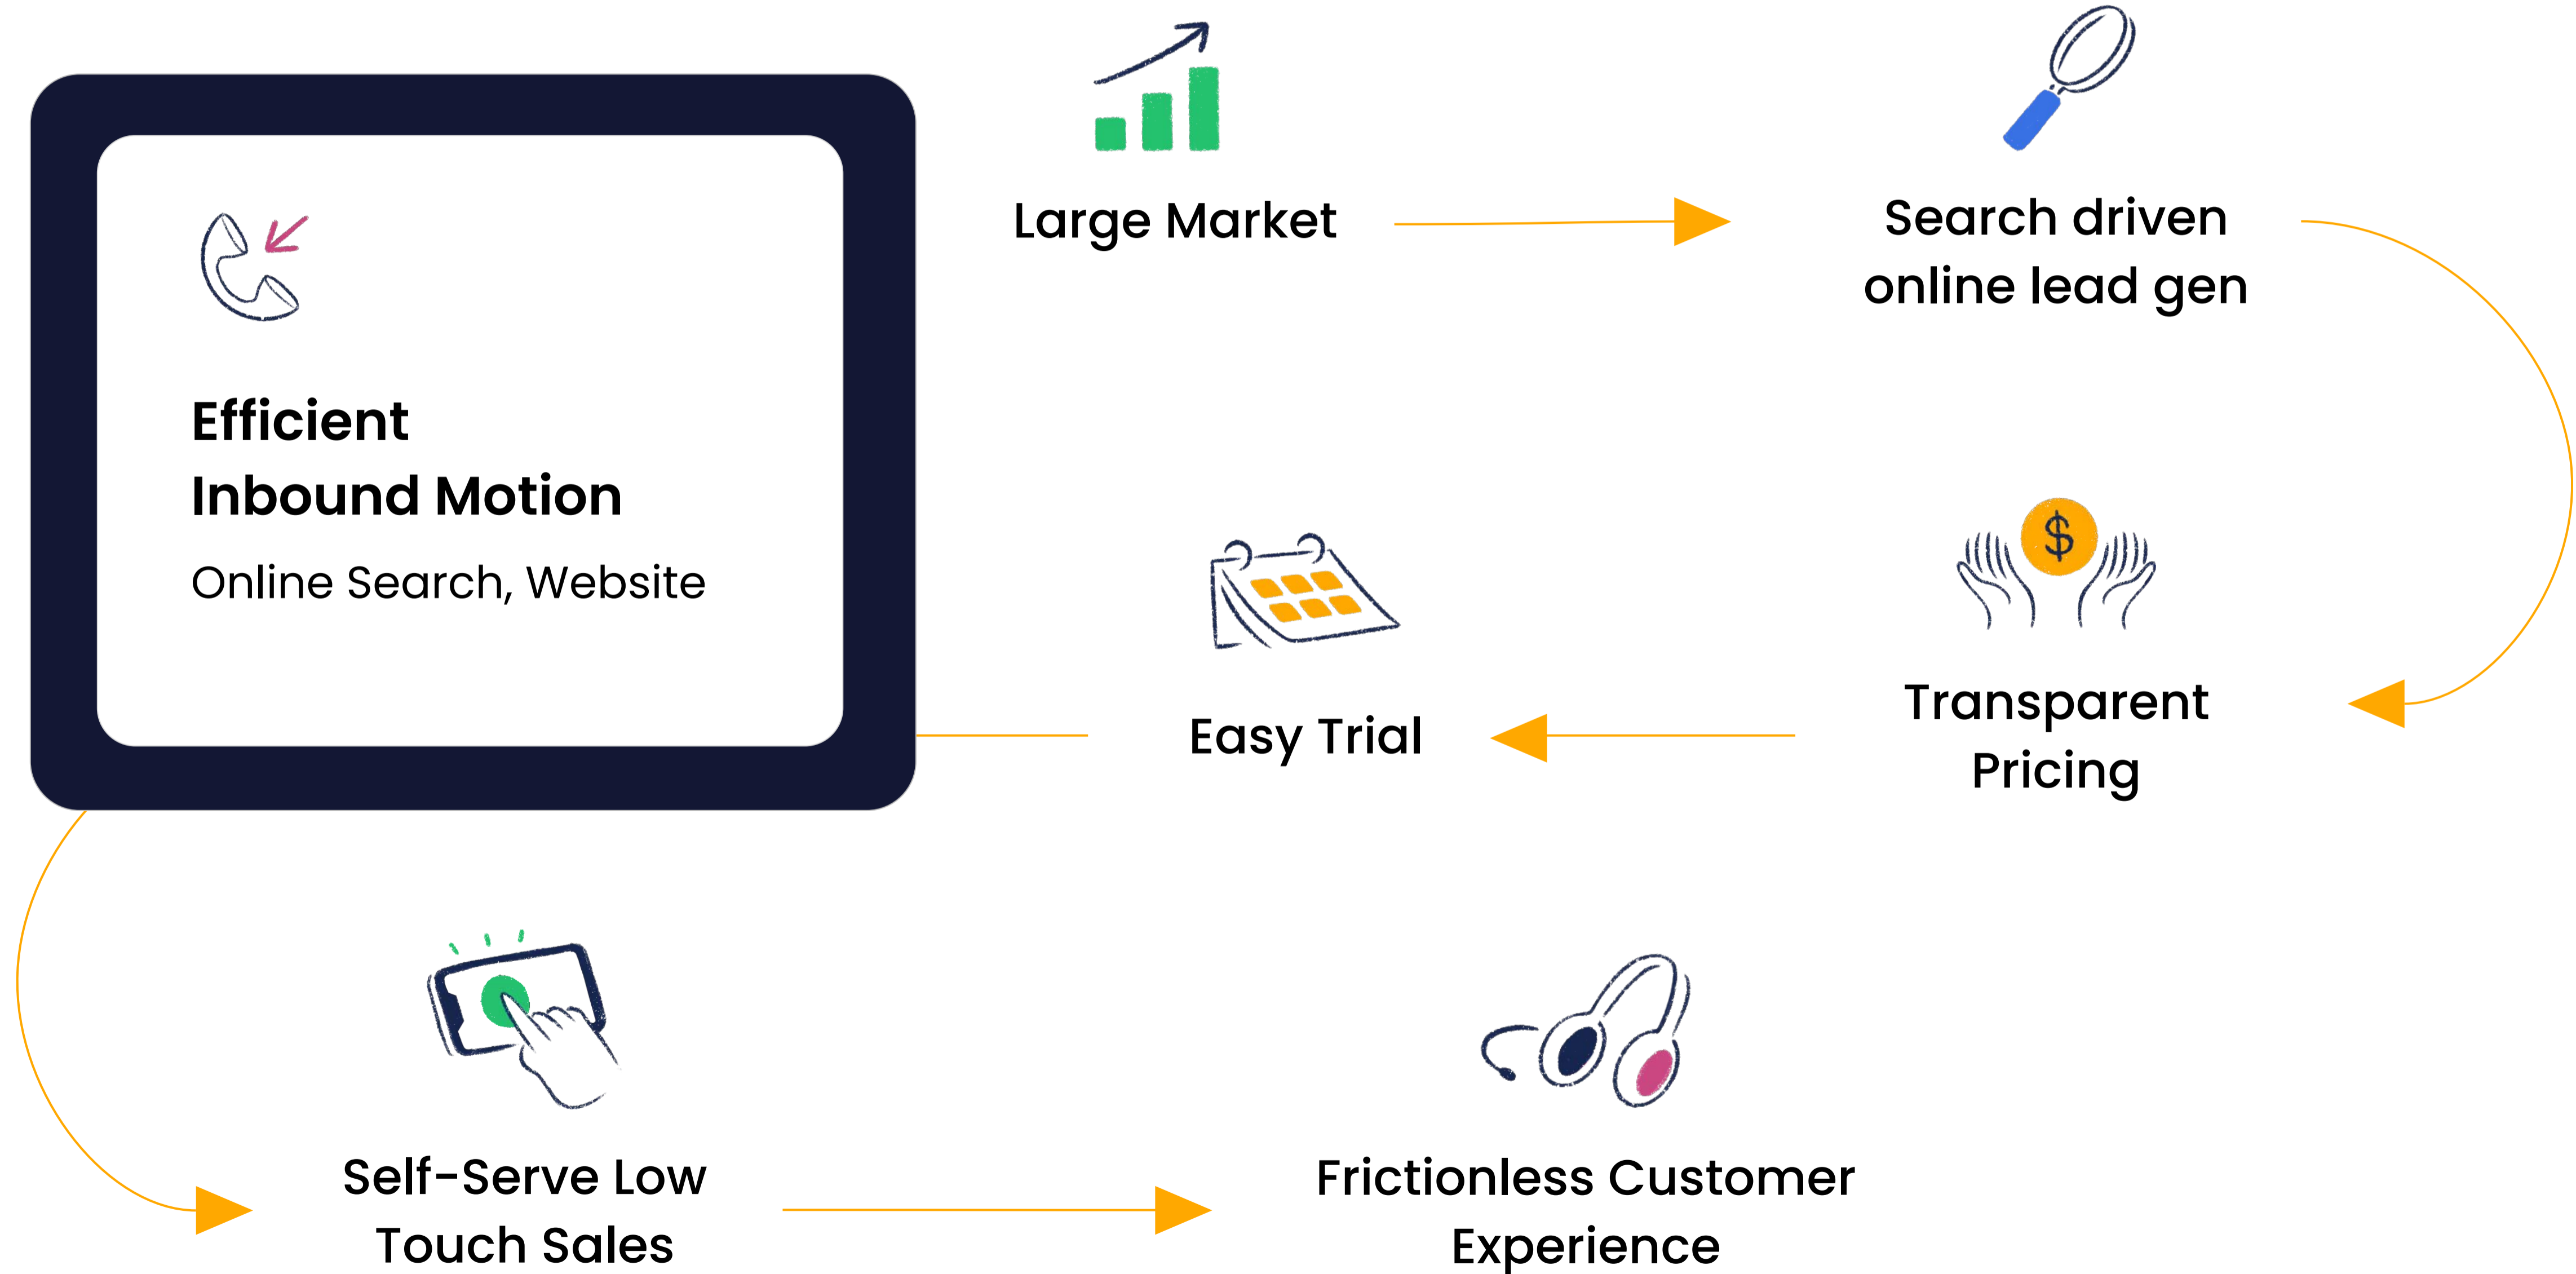 Efficient
Inbound Motion
Online Search, Website
Large Market
Search driven
online lead gen
$
Transparent
Pricing
Easy Trial
Self-Serve Low
Touch Sales
Frictionless Customer
Experience